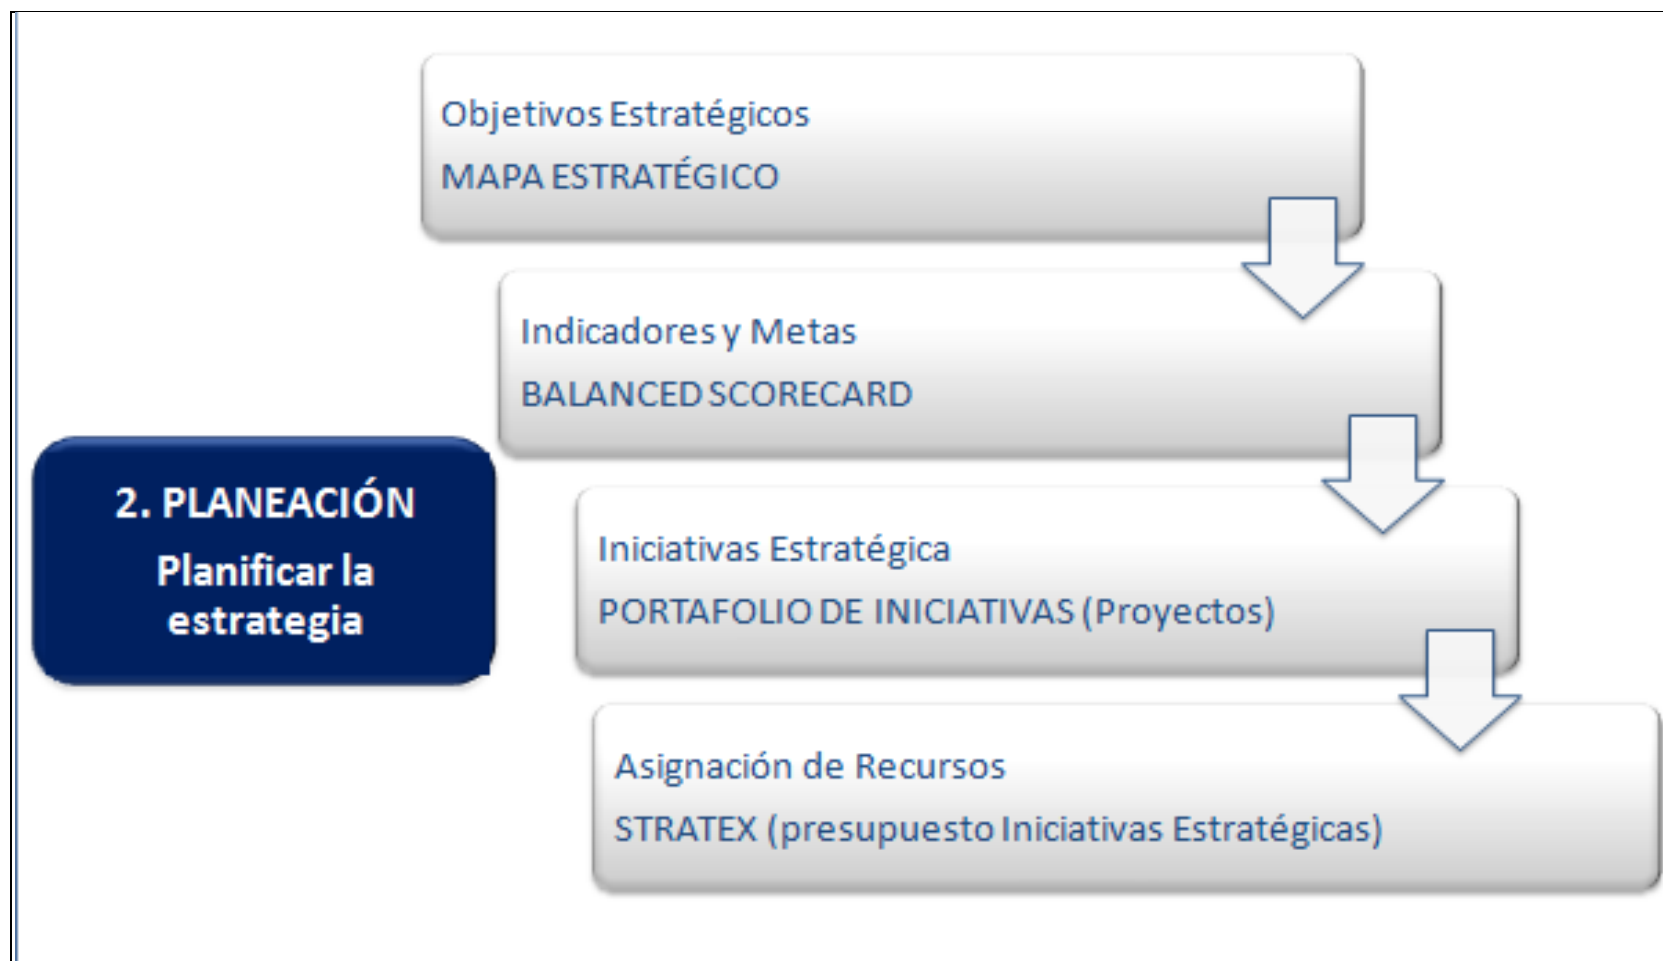 Objetivos Estratégicos
MAPA ESTRATÉGICO
Indicadores y Metas
BALANCED SCORECARD
2. PLANEACIÓN
Planificar la
estrategia
Iniciativas Estratégica
PORTAFOLIO DE INICIATIVAS (Proyectos)
Asignación de Recursos
STRATEX (presupuesto Iniciativas Estratégicas)